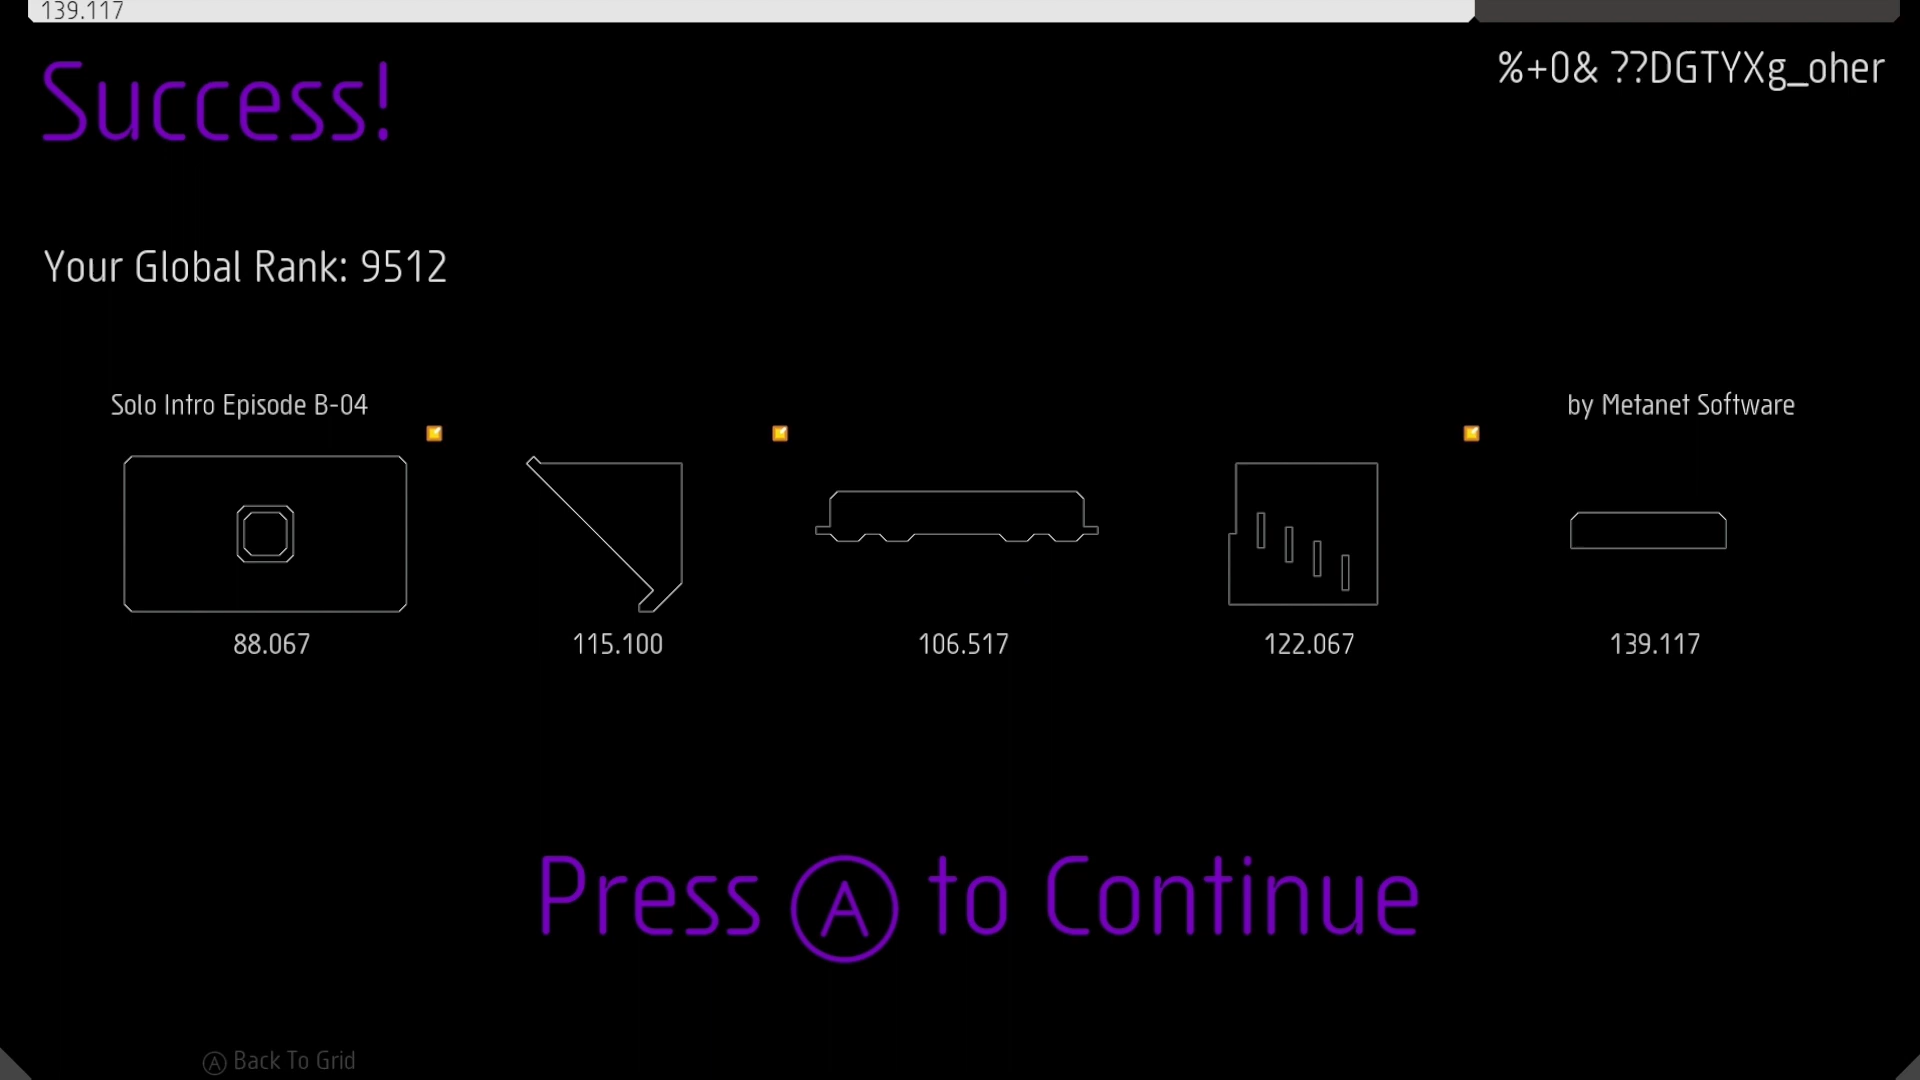 139.117
Success!
%+0& ??DGTYXg_oher
Your Global Rank: 9512
Solo Intro Episode B-04
by Metanet Software
88.067
115.100
106.517
122.067
139.117
Press A to Continue
A Back To Grid